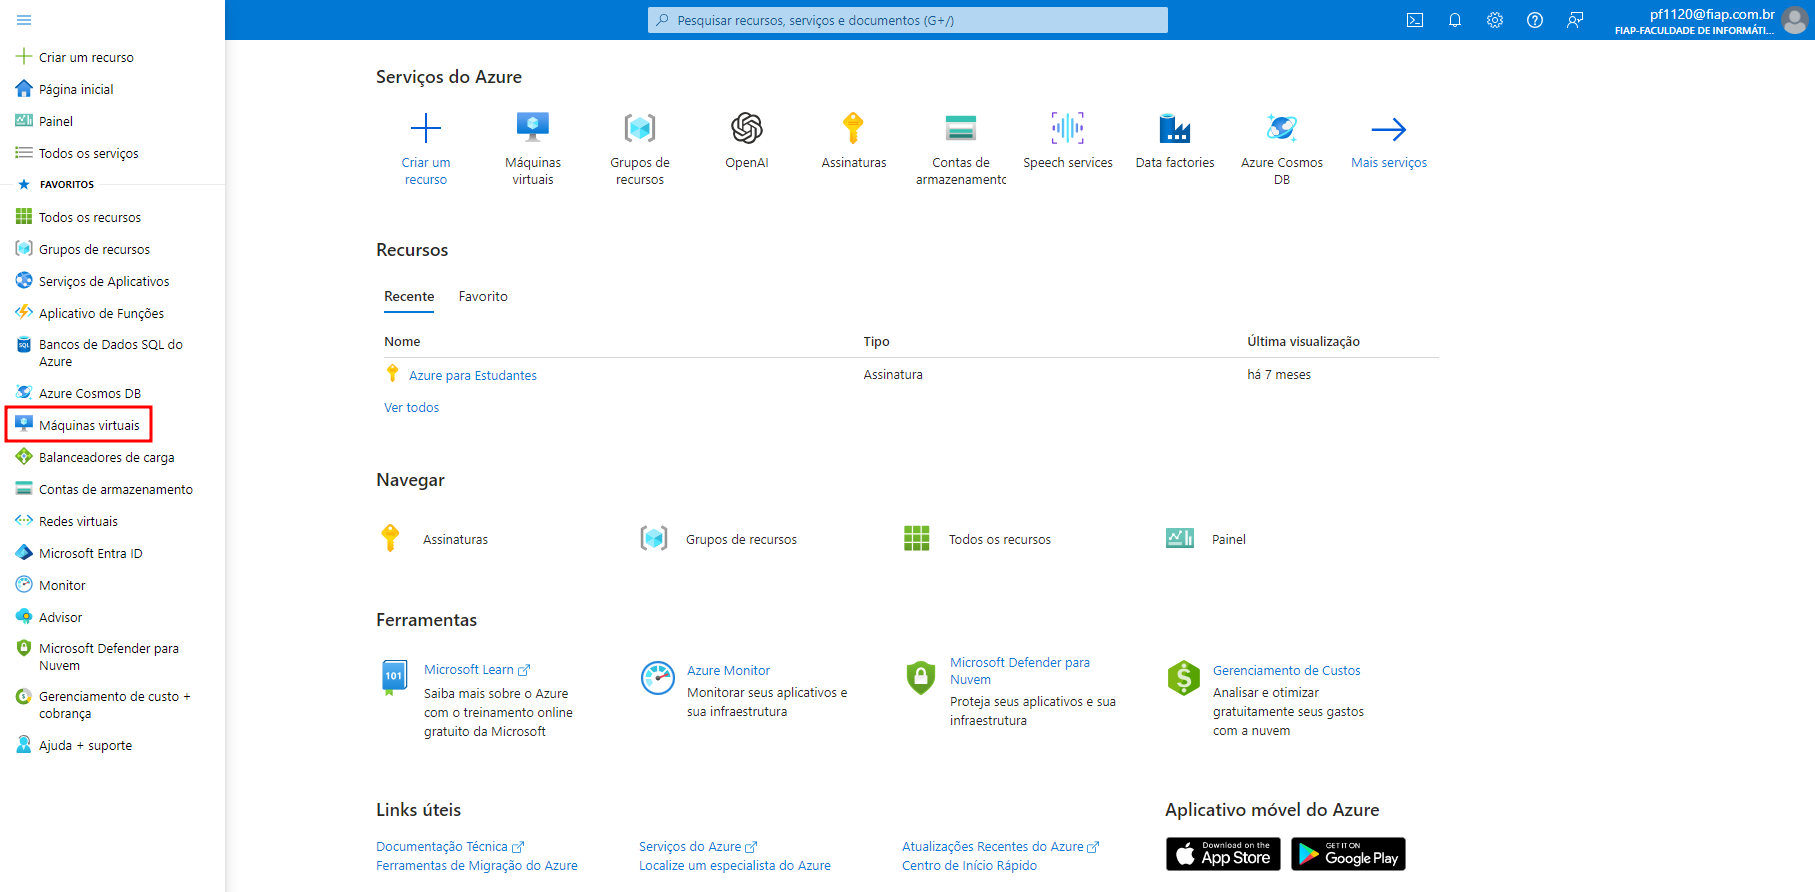 Pesquisar recursos, serviços e documentos (G+/)
pf1120@fiap.com.br
FIAP-FACULDADE DE INFORMÁTI...
Criar um recurso
Página inicial
Painel
Todos os serviços
FAVORITOS
Todos os recursos
Grupos de recursos
Serviços de Aplicativos
Aplicativo de Funções
SQL
Bancos de Dados SQL do
Azure
Azure Cosmos DB
Máquinas virtuais
Balanceadores de carga
Contas de armazenamento
Redes virtuais
Microsoft Entra ID
Monitor
Advisor
Microsoft Defender para
Nuvem
Gerenciamento de custo +
cobrança
Ajuda + suporte
Serviços do Azure
Criar um
recurso
Máquinas
virtuais
Grupos de
recursos
OpenAI
Assinaturas
Contas de
armazenamento
Speech services
Data factories
Azure Cosmos
DB
Mais serviços
Recursos
Recente
Favorito
Nome
Tipo
Última visualização
Azure para Estudantes
Assinatura
há 7 meses
Ver todos
Navegar
Assinaturas
Grupos de recursos
Todos os recursos
Painel
Ferramentas
101
Microsoft Learn
Saiba mais sobre o Azure
com o treinamento online
gratuito da Microsoft
Azure Monitor
Monitorar seus aplicativos e
sua infraestrutura
Microsoft Defender para
Nuvem
Proteja seus aplicativos e sua
infraestrutura
$
Gerenciamento de Custos
Analisar e otimizar
gratuitamente seus gastos
com a nuvem
Links úteis
Documentação Técnica
Ferramentas de Migração do Azure
Serviços do Azure
Localize um especialista do Azure
Atualizações Recentes do Azure
Centro de Início Rápido
Aplicativo móvel do Azure
Download on the
App Store
GET IT ON
Google Play